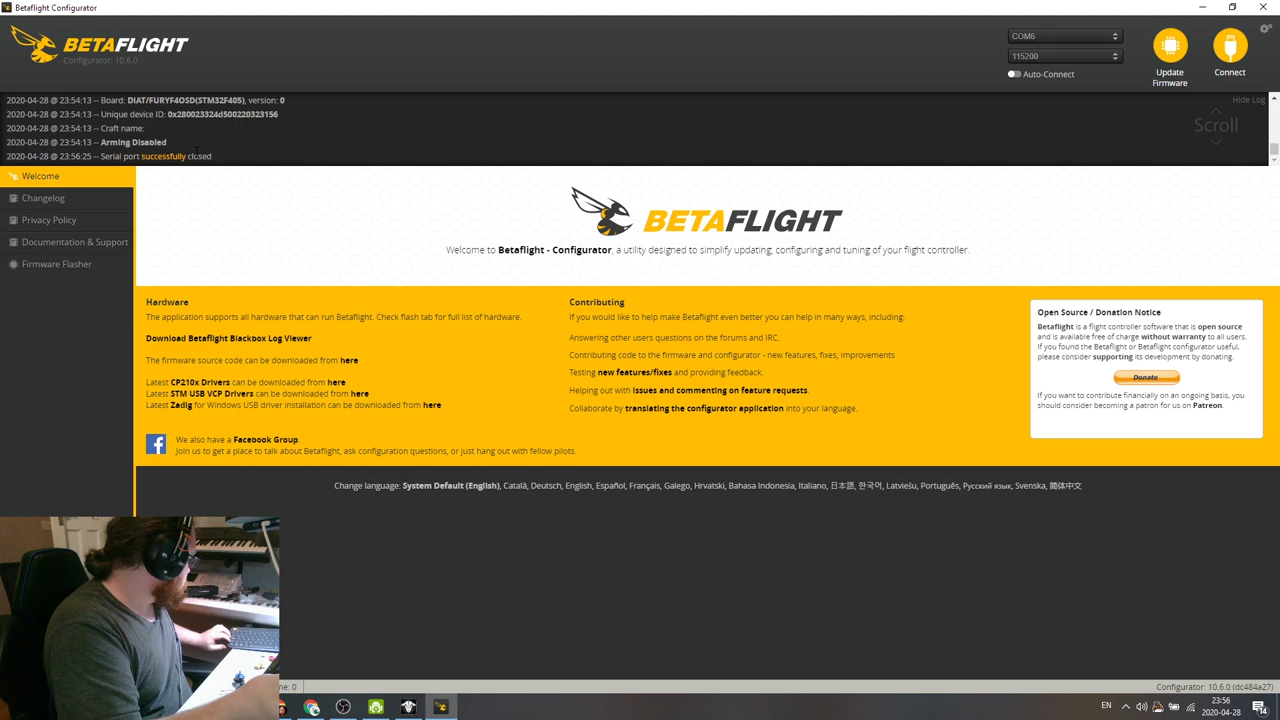 Betaflight Configurator
BETAFLIGHT
Configurator: 10.6.0
COM6
115200
Auto-Connect
Update
Firmware
Connect
Hide Log
Scroll
2020-04-28 @ 23:54:13 -- Board: DIAT/FURYF4OSD(STM32F405), version: 0
2020-04-28 @ 23:54:13 -- Unique device ID: 0x280023324d500220323156
2020-04-28 @ 23:54:13 -- Craft name:
2020-04-28 @ 23:54:13 -- Arming Disabled
2020-04-28 @ 23:56:25 -- Serial port successfully closed
Welcome
Changelog
Privacy Policy
Documentation & Support
Firmware Flasher
BETAFLIGHT
Welcome to Betaflight - Configurator, a utility designed to simplify updating, configuring and tuning of your flight controller.
Hardware
The application supports all hardware that can run Betaflight. Check flash tab for full list of hardware.
Download Betaflight Blackbox Log Viewer
The firmware source code can be downloaded from here
Latest CP210x Drivers can be downloaded from here
Latest STM USB VCP Drivers can be downloaded from here
Latest Zadig for Windows USB driver installation can be downloaded from here
We also have a Facebook Group.
Join us to get a place to talk about Betaflight, ask configuration questions, or just hang out with fellow pilots.
Contributing
If you would like to help make Betaflight even better you can help in many ways, including:
Answering other users questions on the forums and IRC.
Contributing code to the firmware and configurator - new features, fixes, improvements
Testing new features/fixes and providing feedback.
Helping out with issues and commenting on feature requests.
Collaborate by translating the configurator application into your language.
Open Source / Donation Notice
Betaflight is a flight controller software that is open source
and is available free of charge without warranty to all users.
If you found the Betaflight or Betaflight configurator useful,
please consider supporting its development by donating.
Donate
If you want to contribute financially on an ongoing basis, you
should consider becoming a patron for us on Patreon.
Change language: System Default (English), Català, Deutsch, English, Español, Français, Galego, Hrvatski, Bahasa Indonesia, Italiano, 日本語, 한국어, Latviešu, Português, Русский язык, Svenska, 简体中文
me: 0
Configurator: 10.6.0 (dc484a27)
EN
23:56
2020-04-28
14